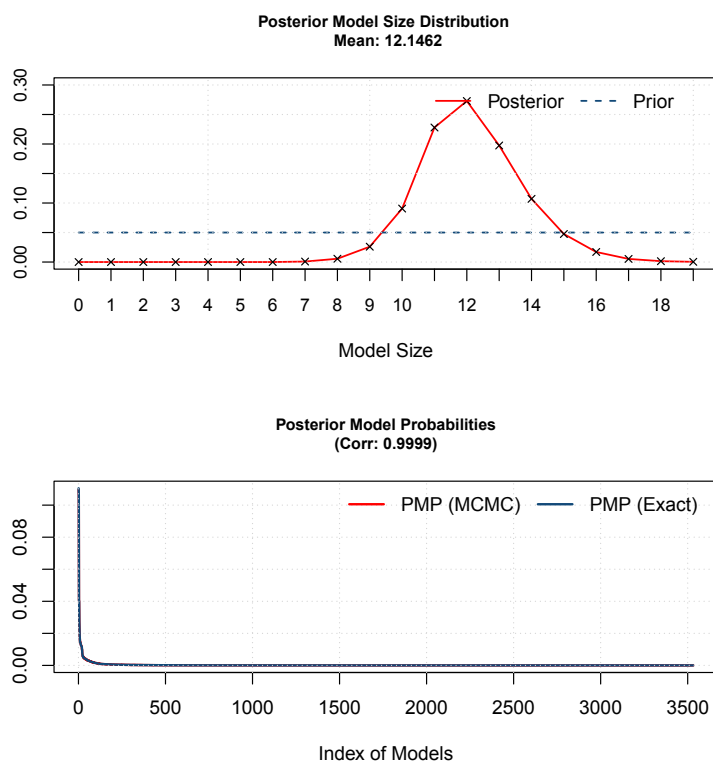 Posterior Model Size Distribution
Mean: 12.1462
0.30
Posterior Prior
0.20
0.10
0.00
0 1 2 3 4 5 6 7 8 9 10 12 14 16 18
Model Size
Posterior Model Probabilities
(Corr: 0.9999)
PMP (MCMC) PMP (Exact)
0.08
0.04
0.00
0 500 1000 1500 2000 2500 3000 3500
Index of Models